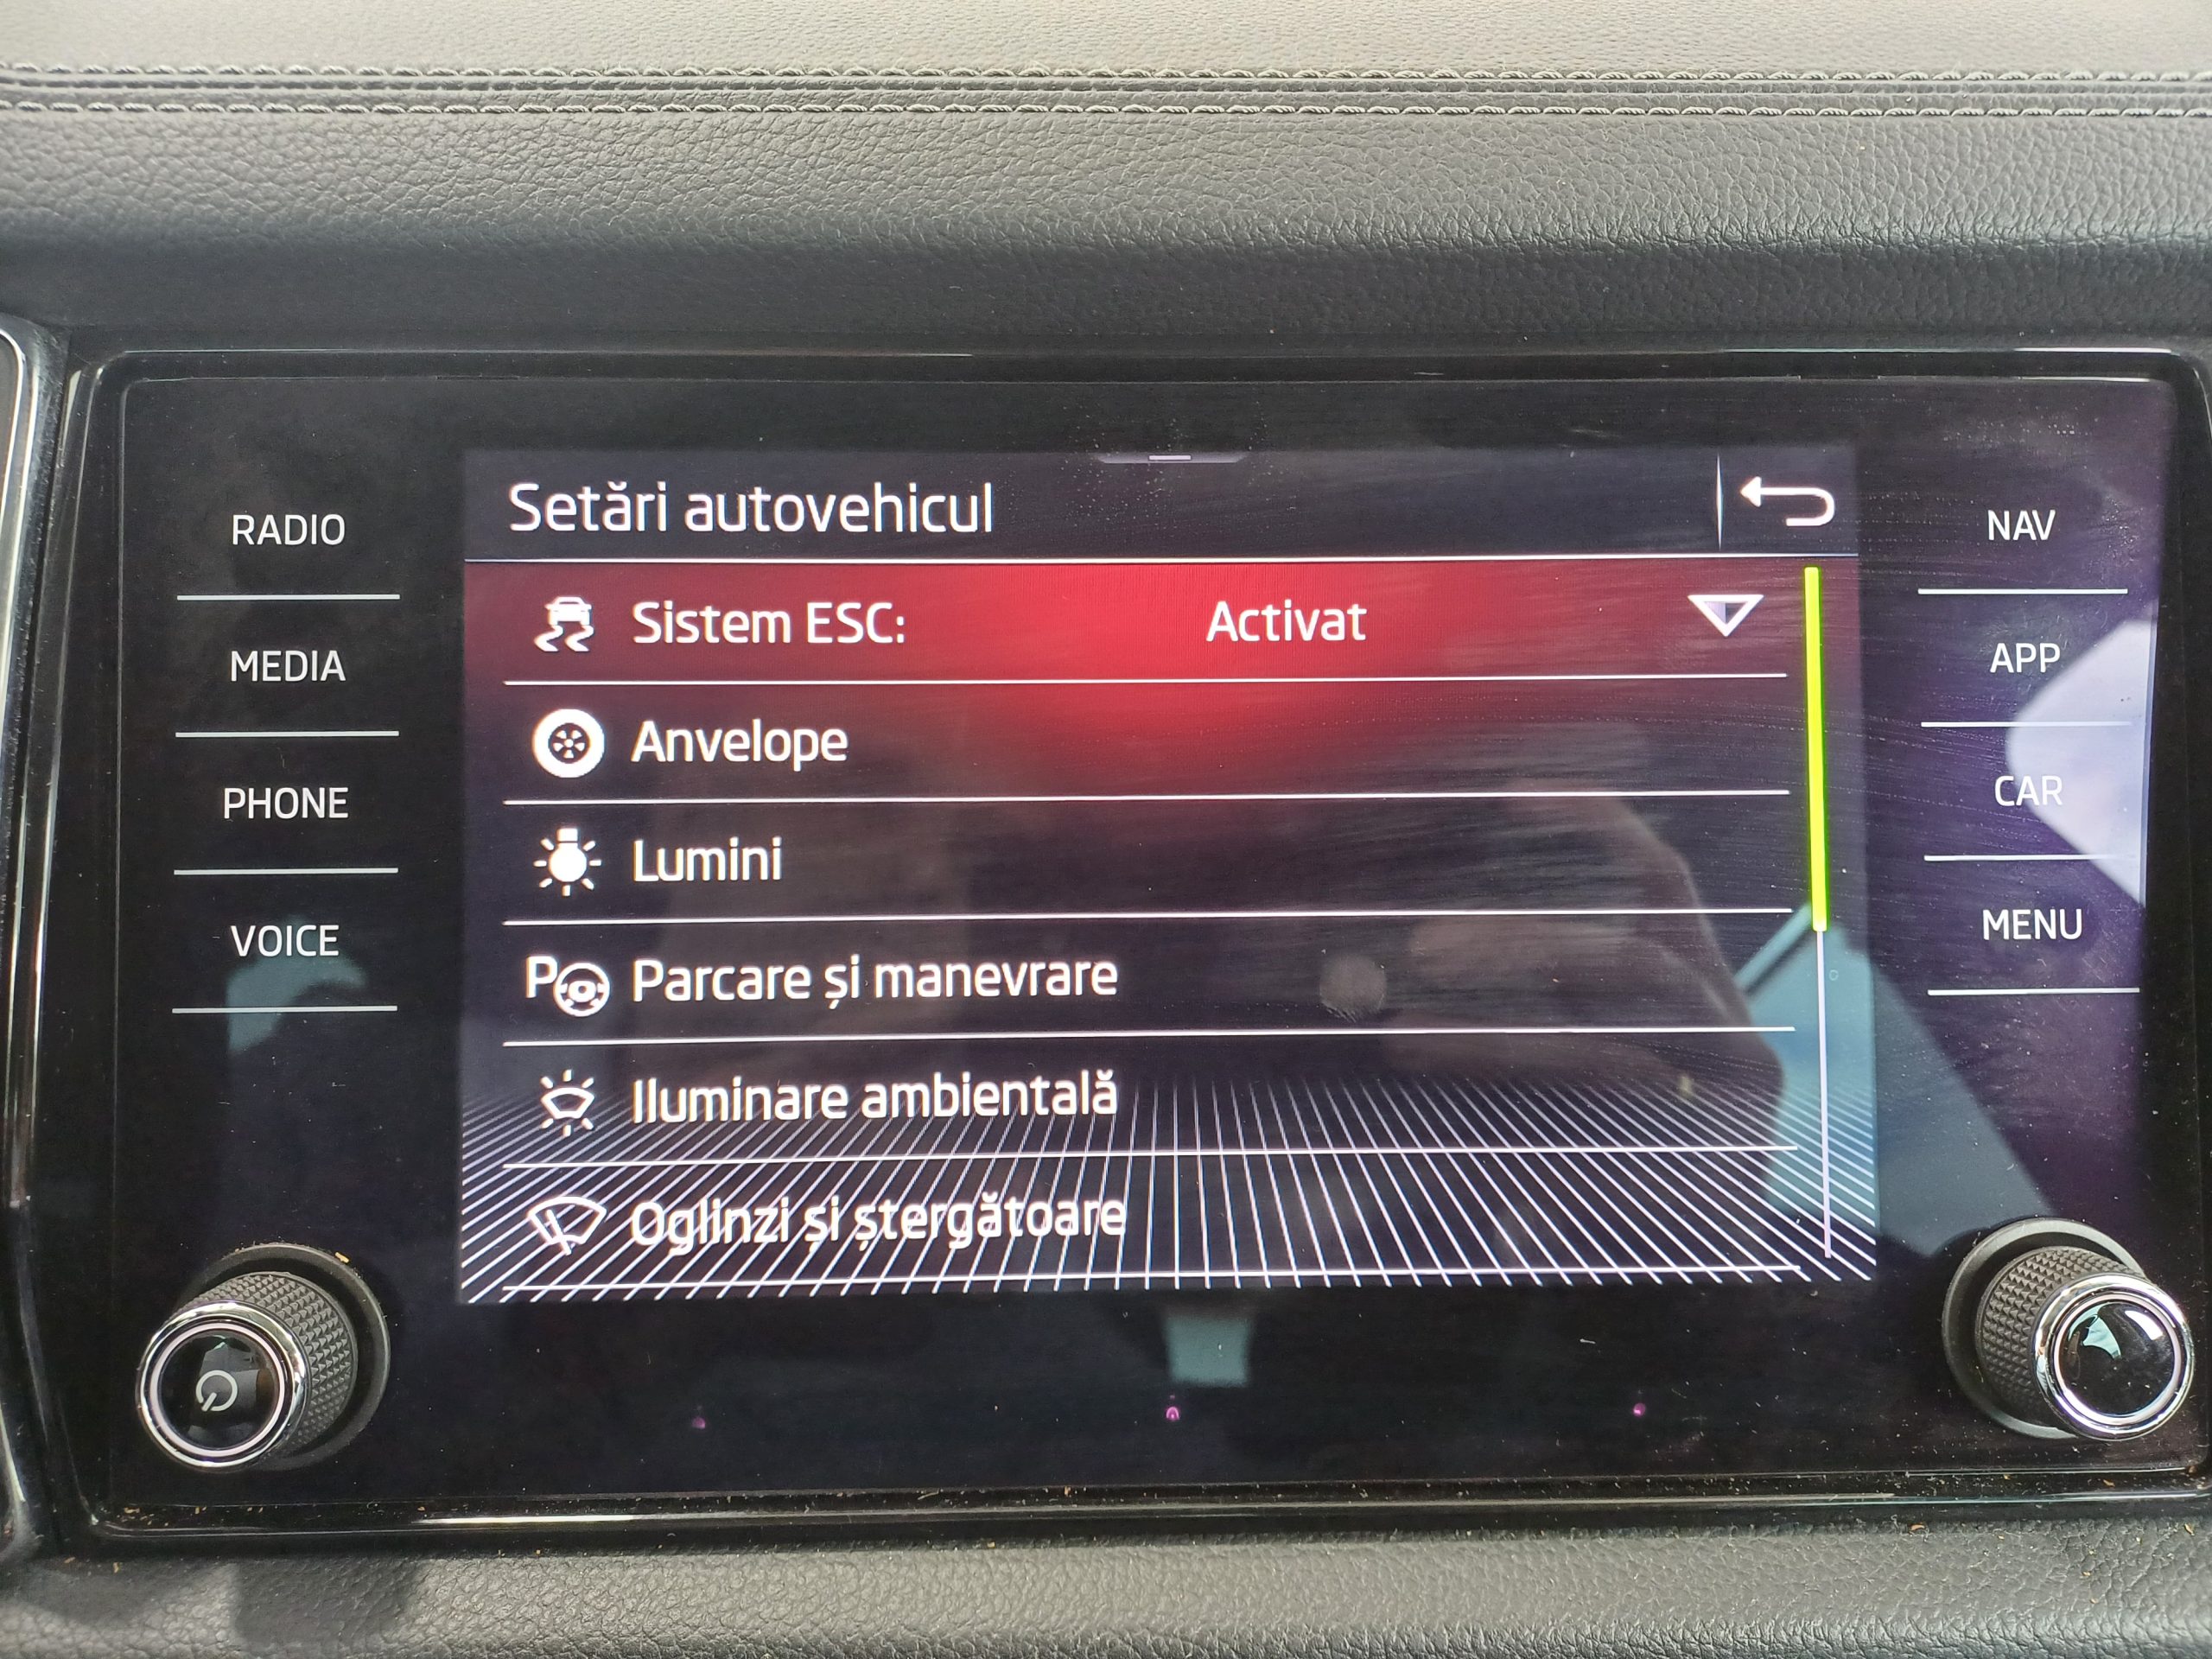 Setări autovehicul
RADIO
MEDIA
PHONE
VOICE
Sistem ESC: Activat
Anvelope
Lumini
P Parcare și manevrare
Iluminare ambientală
Oglinzi și ștergătoare
NAV
APP
CAR
MENU